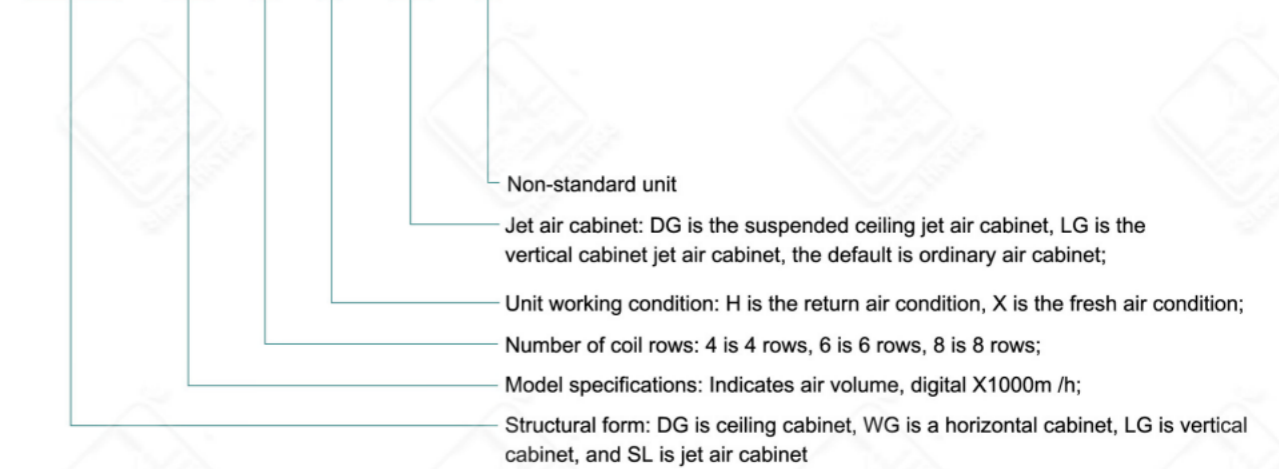 Non-standard unit
Jet air cabinet: DG is the suspended ceiling jet air cabinet, LG is the
vertical cabinet jet air cabinet, the default is ordinary air cabinet;
Unit working condition: H is the return air condition, X is the fresh air condition;
Number of coil rows: 4 is 4 rows, 6 is 6 rows, 8 is 8 rows;
Model specifications: Indicates air volume, digital X1000m /h;
Structural form: DG is ceiling cabinet, WG is a horizontal cabinet, LG is vertical
cabinet, and SL is jet air cabinet